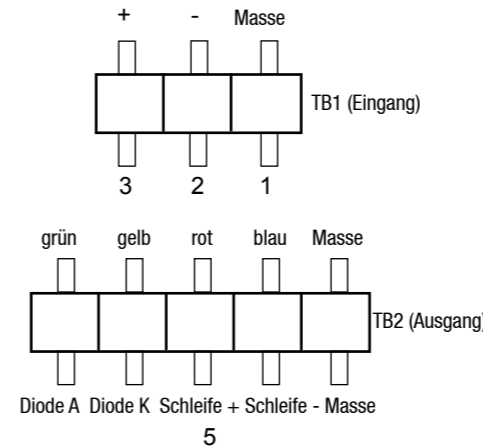 + - Masse
TB1 (Eingang)
3 2 1
grün gelb rot blau Masse
TB2 (Ausgang)
Diode A Diode K Schleife + Schleife - Masse
5